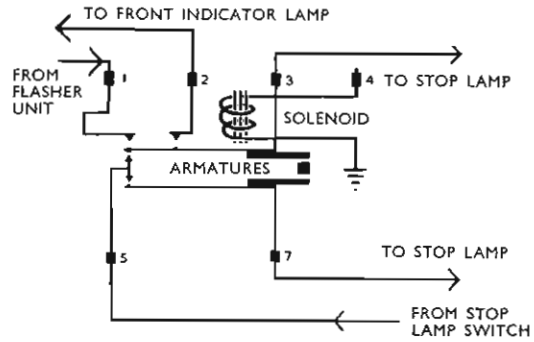 TO FRONT INDICATOR LAMP
FROM
FLASHER
UNIT
1
2
3
4
TO STOP LAMP
SOLENOID
ARMATURES
5
7
TO STOP LAMP
FROM STOP
LAMP SWITCH